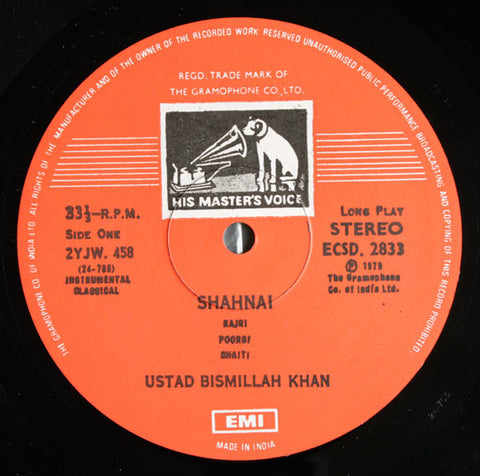 THE GRAMOPHONE CO OF INDIA LTD. ALL RIGHTS OF THE MANUFACTURER AND OF THE OWNER OF THE RECORDED WORK RESERVED UNAUTHORISED PUBLIC PERFORMANCE BROADCASTING AND COPYING OF THIS RECORD PROHIBITED.
REGD. TRADE MARK OF
THE GRAMOPHONE CO., LTD.
HIS MASTER'S VOICE
33⅓-R.P.M.
SIDE ONE
2YJW. 458
(24-705)
INSTRUMENTAL
CLASSICAL
LONG PLAY
STEREO
ECSD. 2833
Ⓟ 1979
The Gramophone
Co. of India Ltd.
SHAHNAI
KAJRI
POORBI
CHAITI
USTAD BISMILLAH KHAN
EMI
MADE IN INDIA